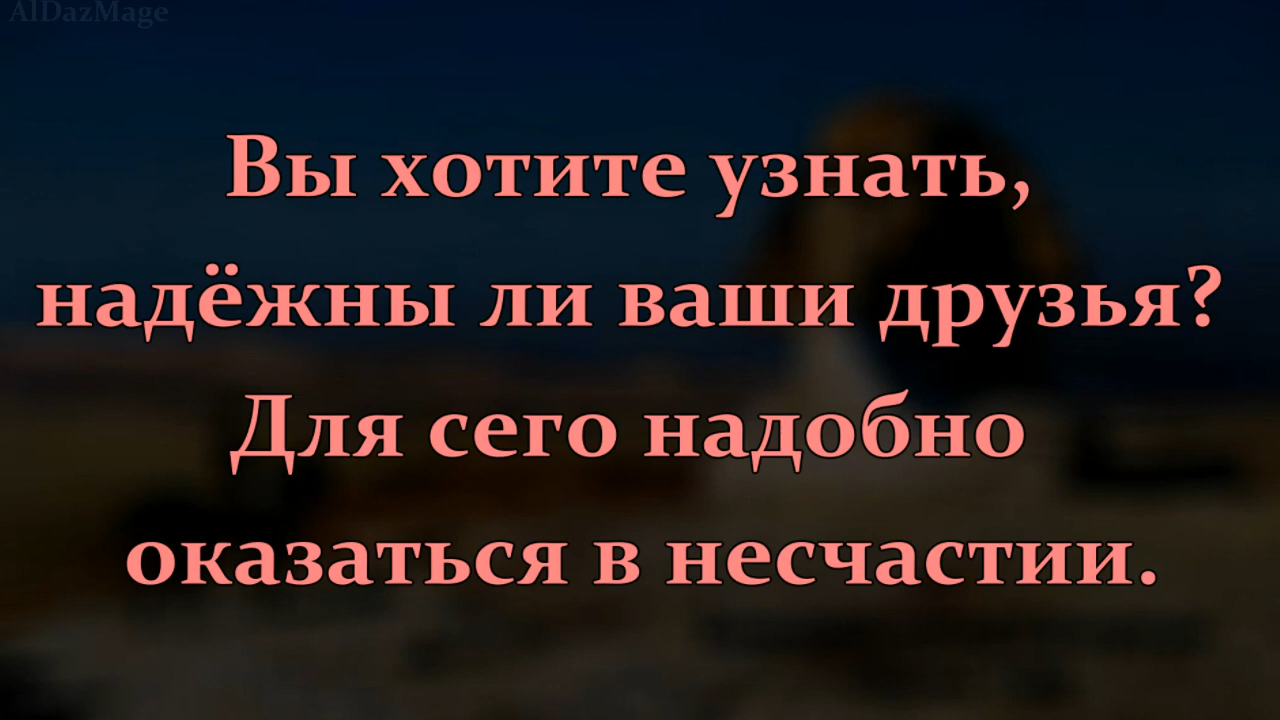 AlDazMage
Вы хотите узнать,
надёжны ли ваши друзья?
Для сего надобно
оказаться в несчастии.